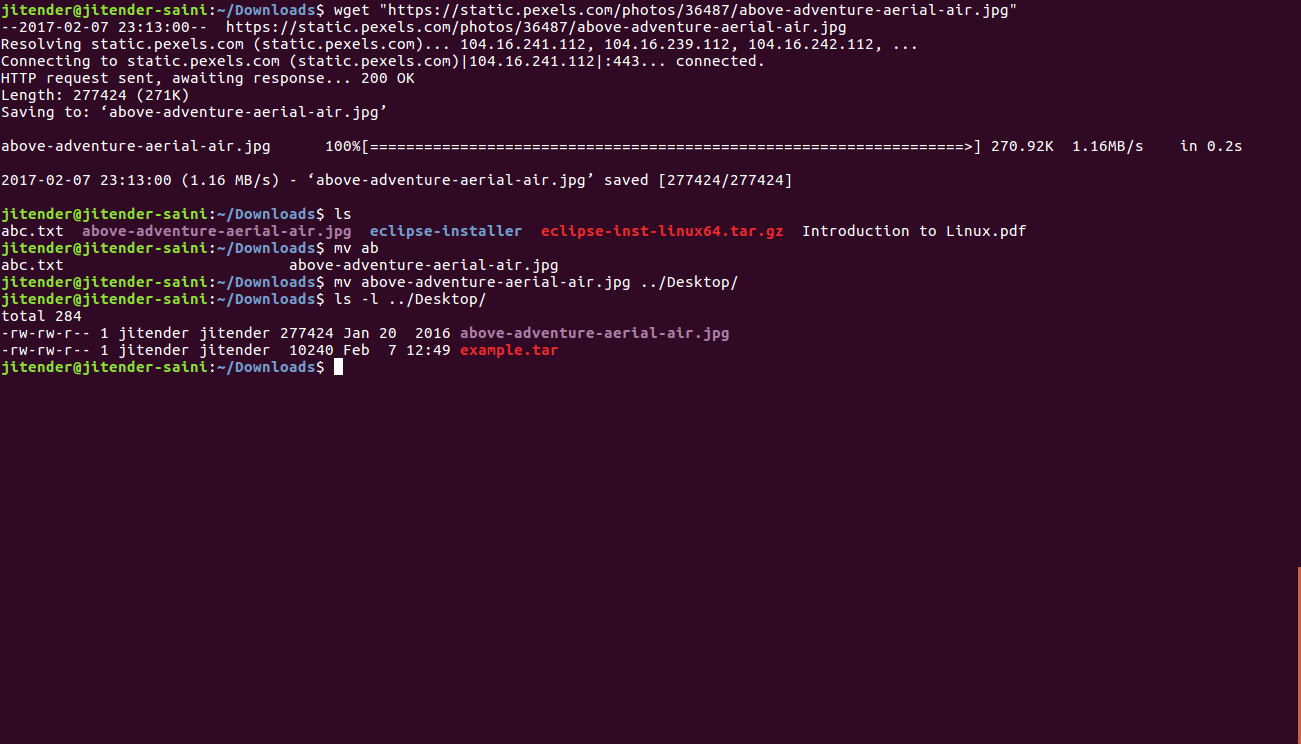 jitender@jitender-saini:~/Downloads$ wget "https://static.pexels.com/photos/36487/above-adventure-aerial-air.jpg"
--2017-02-07 23:13:00--  https://static.pexels.com/photos/36487/above-adventure-aerial-air.jpg
Resolving static.pexels.com (static.pexels.com)... 104.16.241.112, 104.16.239.112, 104.16.242.112, ...
Connecting to static.pexels.com (static.pexels.com)|104.16.241.112|:443... connected.
HTTP request sent, awaiting response... 200 OK
Length: 277424 (271K)
Saving to: ‘above-adventure-aerial-air.jpg’
above-adventure-aerial-air.jpg      100%[==================================================================>] 270.92K  1.16MB/s    in 0.2s
2017-02-07 23:13:00 (1.16 MB/s) - ‘above-adventure-aerial-air.jpg’ saved [277424/277424]
jitender@jitender-saini:~/Downloads$ ls
abc.txt  above-adventure-aerial-air.jpg  eclipse-installer  eclipse-inst-linux64.tar.gz  Introduction to Linux.pdf
jitender@jitender-saini:~/Downloads$ mv ab
abc.txt                         above-adventure-aerial-air.jpg
jitender@jitender-saini:~/Downloads$ mv above-adventure-aerial-air.jpg ../Desktop/
jitender@jitender-saini:~/Downloads$ ls -l ../Desktop/
total 284
-rw-rw-r-- 1 jitender jitender 277424 Jan 20  2016 above-adventure-aerial-air.jpg
-rw-rw-r-- 1 jitender jitender  10240 Feb  7 12:49 example.tar
jitender@jitender-saini:~/Downloads$